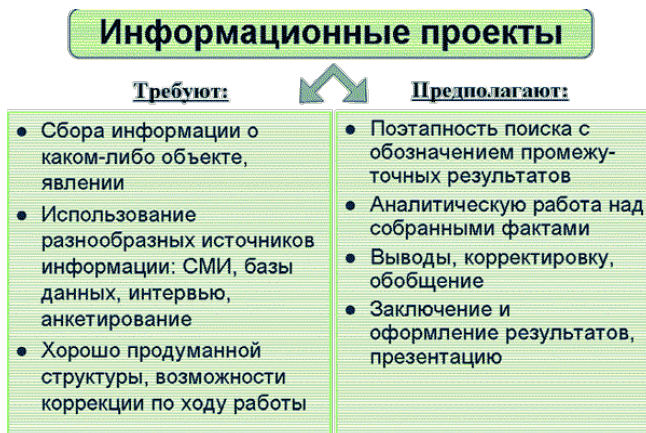 Информационные проекты
Требуют:
● Сбора информации о
каком-либо объекте,
явлении
● Использование
разнообразных источников
информации: СМИ, базы
данных, интервью,
анкетирование
● Хорошо продуманной
структуры, возможности
коррекции по ходу работы
Предполагают:
● Поэтапность поиска с
обозначением промежу-
точных результатов
● Аналитическую работа над
собранными фактами
● Выводы, корректировку,
обобщение
● Заключение и
оформление результатов,
презентацию